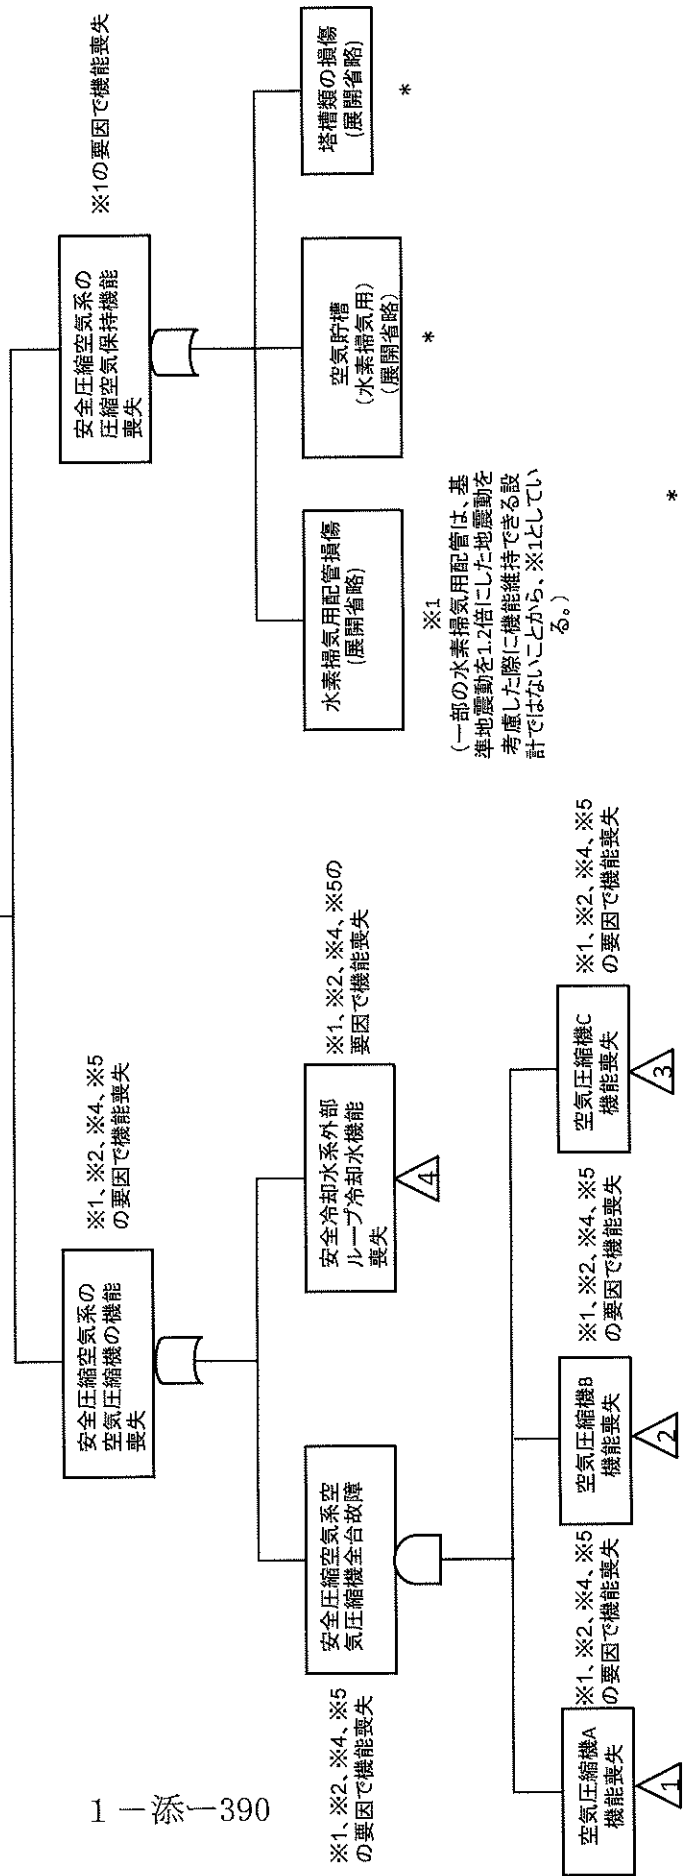 安全圧縮空気系の
空気圧縮機の機能
喪失
※1、※2、※4、※5
の要因で機能喪失
安全圧縮空気系の
圧縮空気保持機能
喪失
※1の要因で機能喪失
※1、※2、※4、※5
の要因で機能喪失
安全圧縮空気系空
気圧縮機全台故障
安全冷却水系外部
ループ冷却水機能
喪失
※1、※2、※4、※5の
要因で機能喪失
4
水素掃気用配管損傷
(展開省略)
※1
(一部の水素掃気用配管は、基
準地震動を1.2倍にした地震動を
考慮した際に機能維持できる設
計ではないことから、※1としてい
る。)
空気貯槽
(水素掃気用)
(展開省略)
*
塔槽類の損傷
(展開省略)
*
空気圧縮機A
機能喪失
※1、※2、※4、※5
の要因で機能喪失
1
空気圧縮機B
機能喪失
※1、※2、※4、※5
の要因で機能喪失
2
空気圧縮機C
機能喪失
※1、※2、※4、※5
の要因で機能喪失
3
*
1-添-390